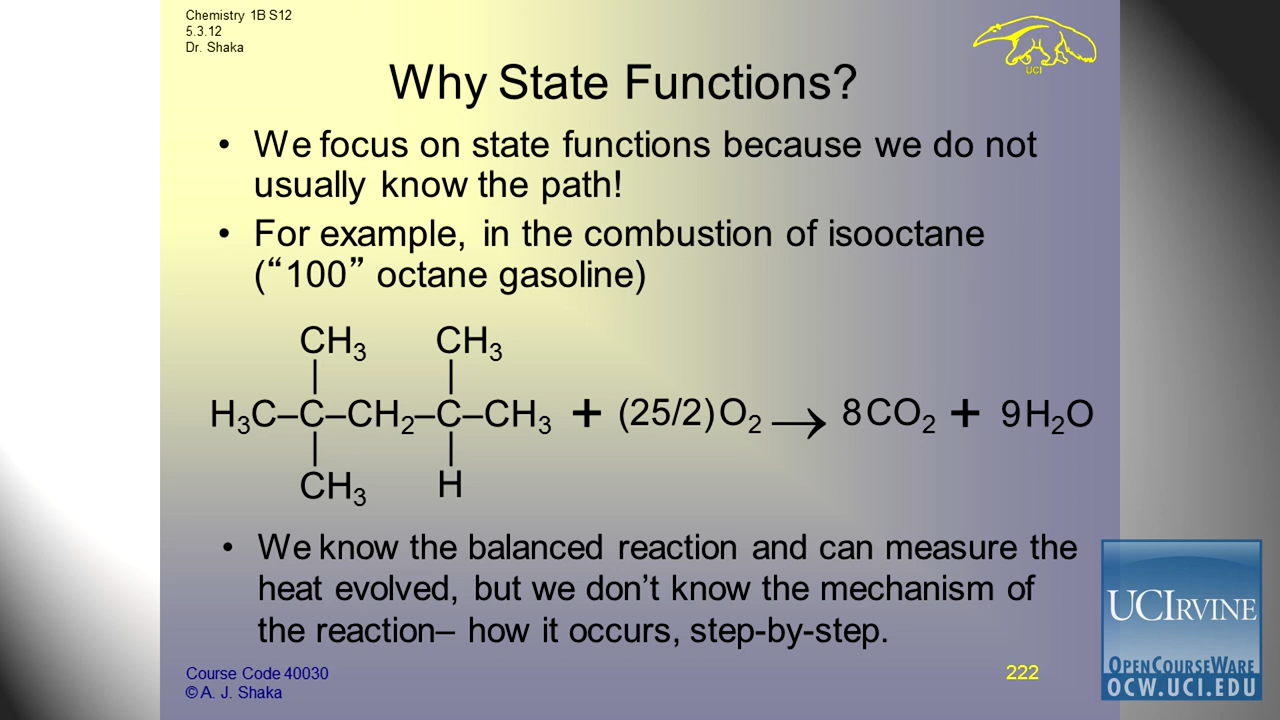 Chemistry 1B S12
5.3.12
Dr. Shaka
UCI
Why State Functions?
• We focus on state functions because we do not
usually know the path!
• For example, in the combustion of isooctane
(“100” octane gasoline)
CH₃ CH₃
H₃C–C–CH₂–C–CH₃ + (25/2) O₂ → 8 CO₂ + 9 H₂O
CH₃ H
• We know the balanced reaction and can measure the
heat evolved, but we don’t know the mechanism of
the reaction– how it occurs, step-by-step.
Course Code 40030
© A. J. Shaka
222
UCIRVINE
OPENCOURSEWARE
OCW.UCI.EDU